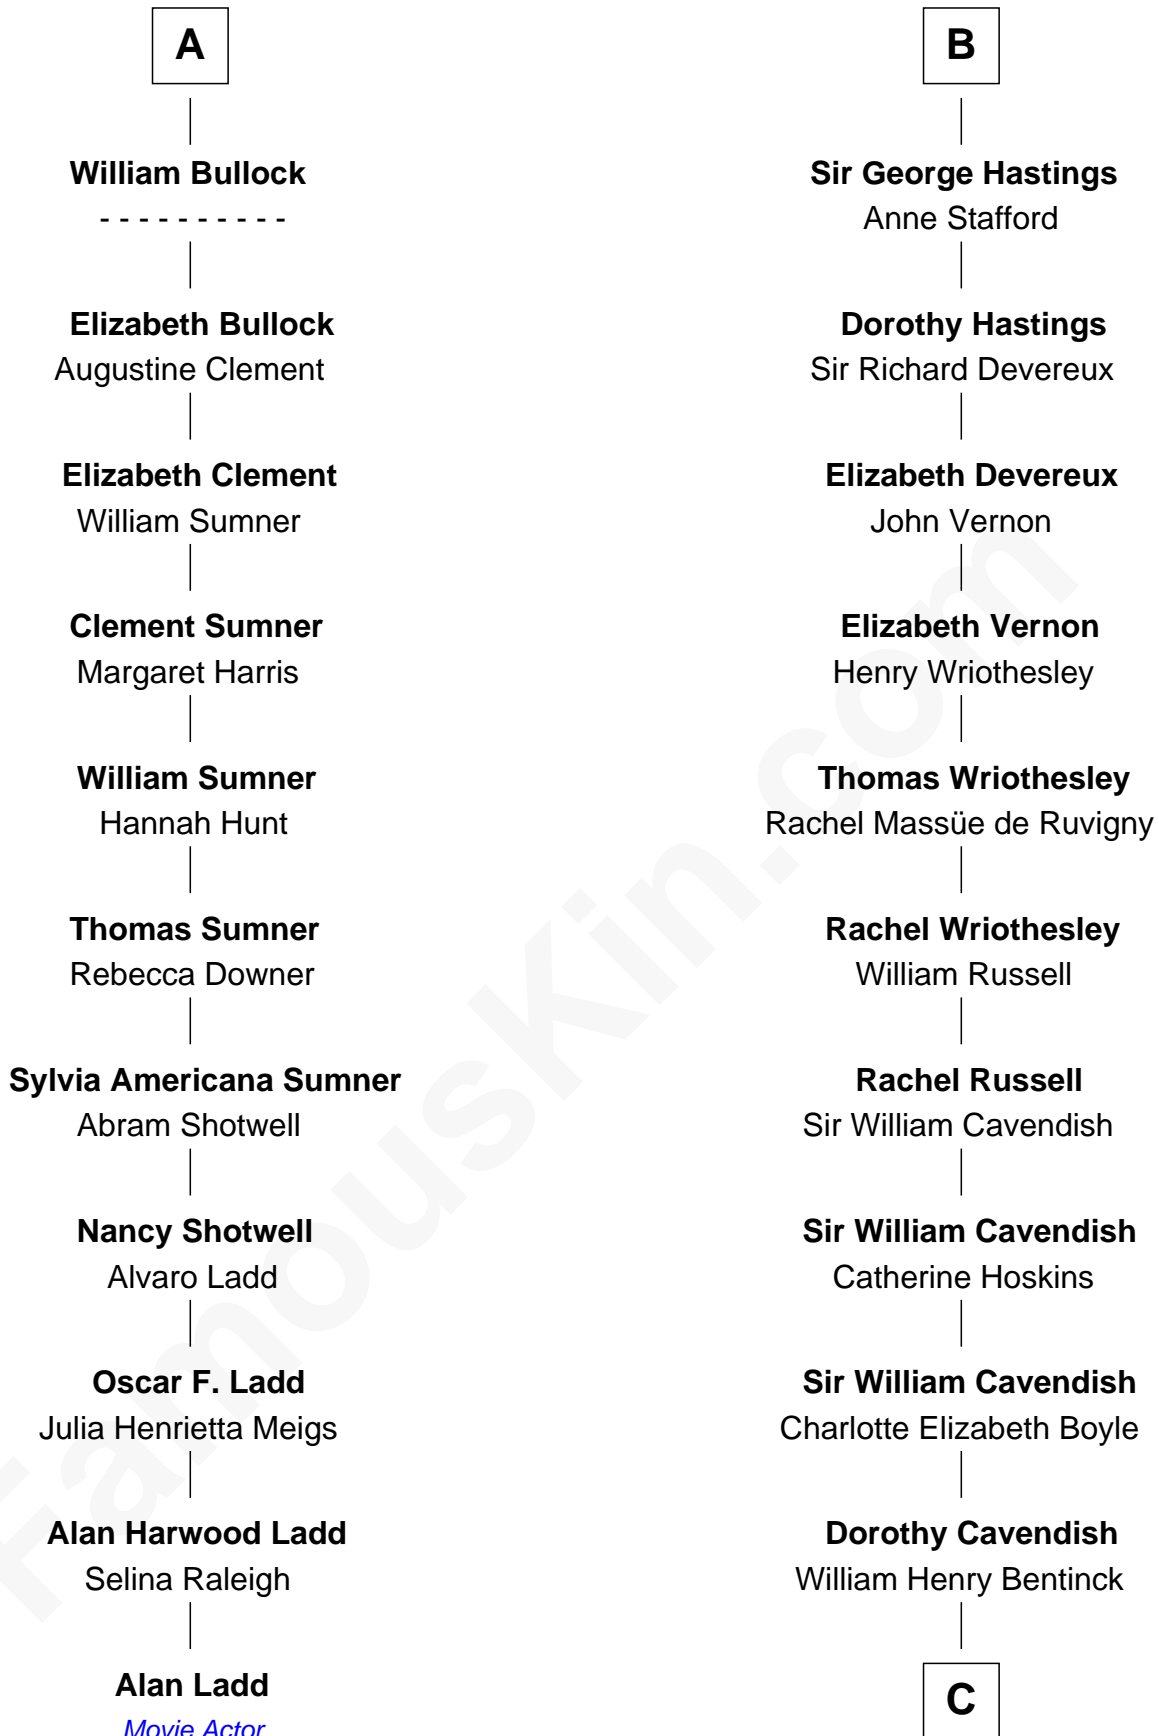 A
William Bullock
- - - - - - - - - -
Elizabeth Bullock
Augustine Clement
Elizabeth Clement
William Sumner
Clement Sumner
Margaret Harris
William Sumner
Hannah Hunt
Thomas Sumner
Rebecca Downer
Sylvia Americana Sumner
Abram Shotwell
Nancy Shotwell
Alvaro Ladd
Oscar F. Ladd
Julia Henrietta Meigs
Alan Harwood Ladd
Selina Raleigh
Alan Ladd
Movie Actor
B
Sir George Hastings
Anne Stafford
Dorothy Hastings
Sir Richard Devereux
Elizabeth Devereux
John Vernon
Elizabeth Vernon
Henry Wriothesley
Thomas Wriothesley
Rachel Massüe de Ruvigny
Rachel Wriothesley
William Russell
Rachel Russell
Sir William Cavendish
Sir William Cavendish
Catherine Hoskins
Sir William Cavendish
Charlotte Elizabeth Boyle
Dorothy Cavendish
William Henry Bentinck
C
FamousKin.com